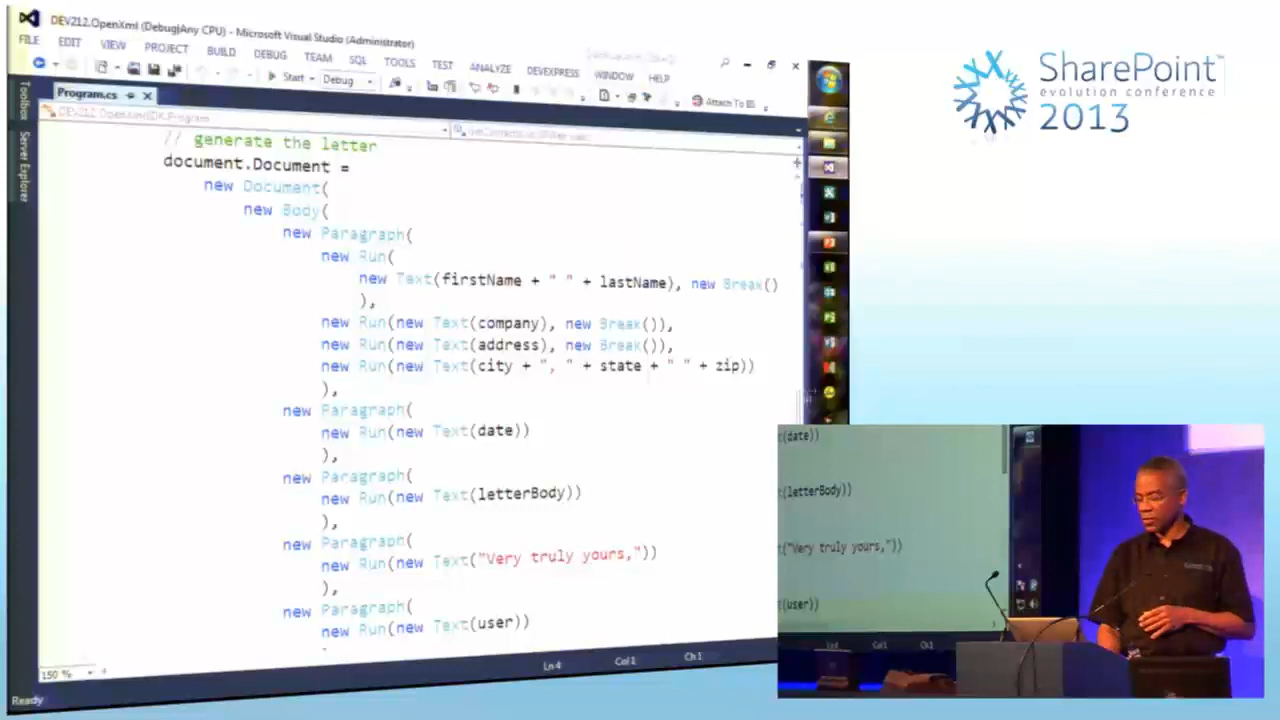 DEV212.OpenXml (Debug|Any CPU) - Microsoft Visual Studio (Administrator)
FILE EDIT VIEW PROJECT BUILD DEBUG TEAM SQL TOOLS TEST ANALYZE DEVEXPRESS WINDOW HELP
Start Debug Attach To
Program.cs
Toolbox
Server Explorer
// generate the letter
document.Document =
new Document(
new Body(
new Paragraph(
new Run(
new Text(firstName + " " + lastName), new Break()
),
new Run(new Text(company), new Break()),
new Run(new Text(address), new Break()),
new Run(new Text(city + ", " + state + " " + zip))
),
new Paragraph(
new Run(new Text(date))
),
new Paragraph(
new Run(new Text(letterBody))
),
new Paragraph(
new Run(new Text("Very truly yours,"))
),
new Paragraph(
new Run(new Text(user))
150 %
Ln 4 Col 1 Ch 1
Ready
SharePoint
evolution conference
2013
(date))
(letterBody))
("Very truly yours,"))
(user))